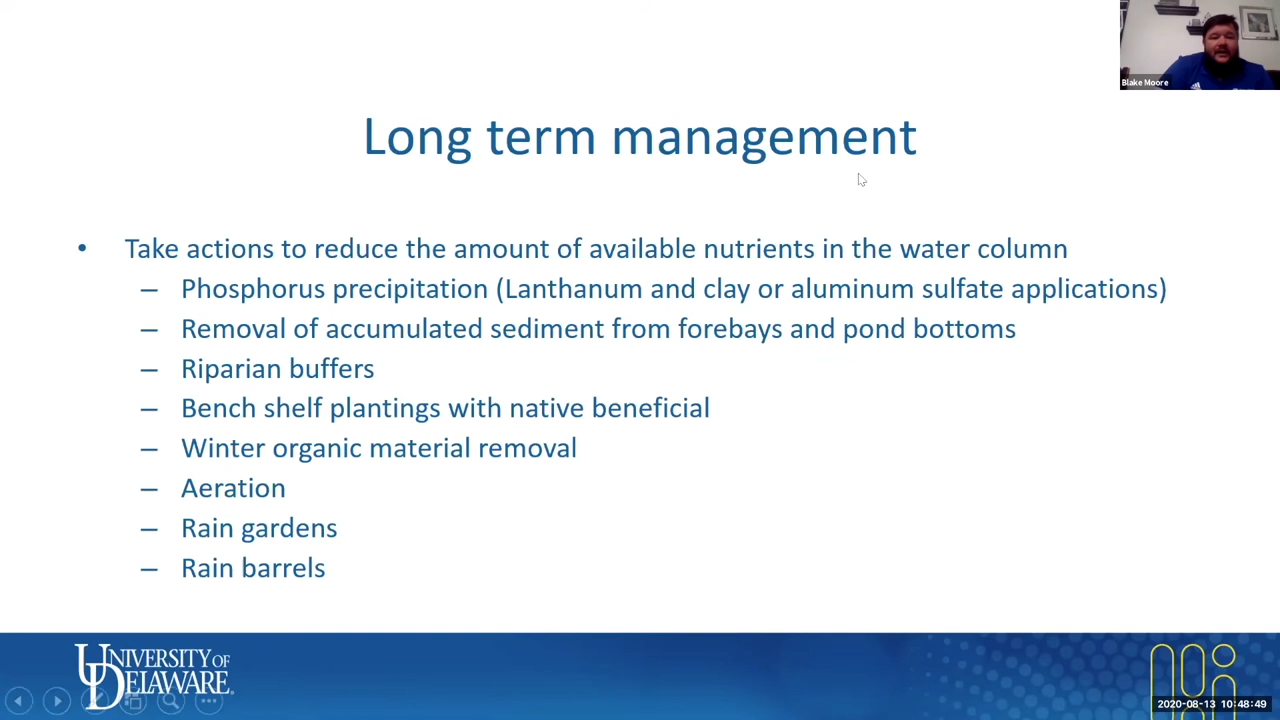 Blake Moore
Long term management
• Take actions to reduce the amount of available nutrients in the water column
– Phosphorus precipitation (Lanthanum and clay or aluminum sulfate applications)
– Removal of accumulated sediment from forebays and pond bottoms
– Riparian buffers
– Bench shelf plantings with native beneficial
– Winter organic material removal
– Aeration
– Rain gardens
– Rain barrels
UNIVERSITY OF
DELAWARE
2020-08-13 10:48:49